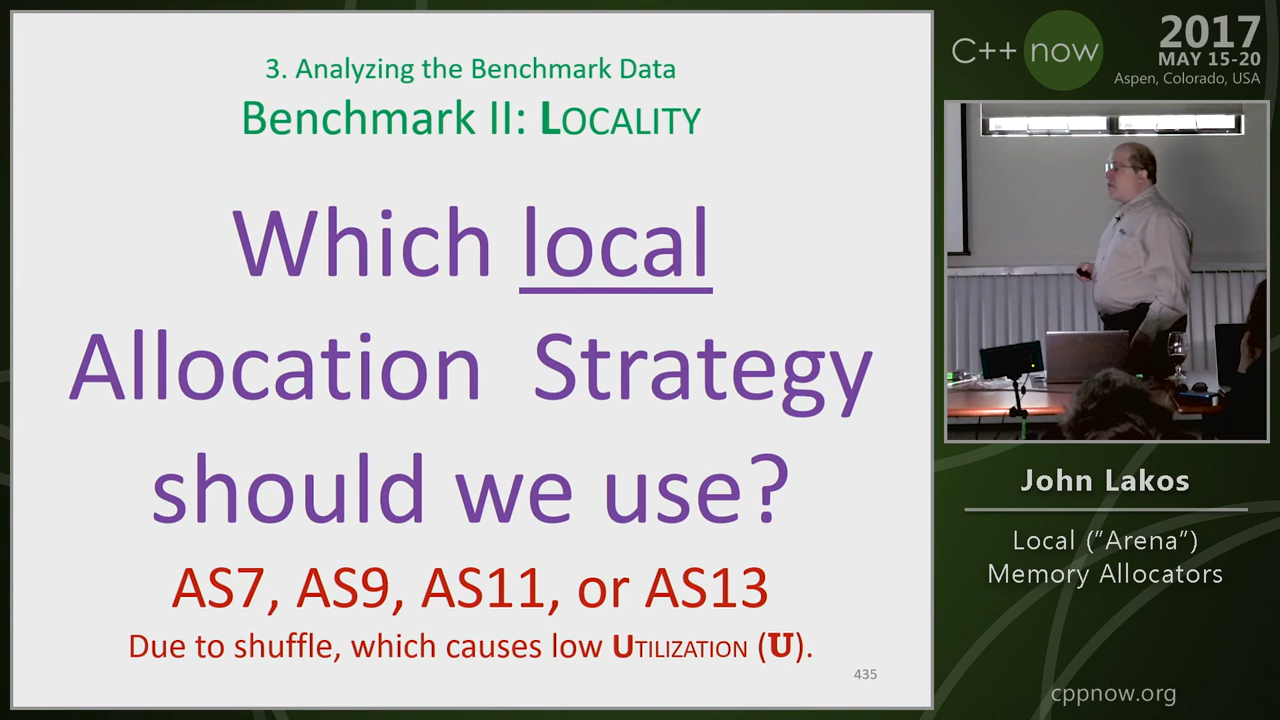 3. Analyzing the Benchmark Data
Benchmark II: LOCALITY
Which local
Allocation Strategy
should we use?
AS7, AS9, AS11, or AS13
Due to shuffle, which causes low UTILIZATION (U).
435
C++ now
2017
MAY 15-20
Aspen, Colorado, USA
John Lakos
Local ("Arena")
Memory Allocators
cppnow.org